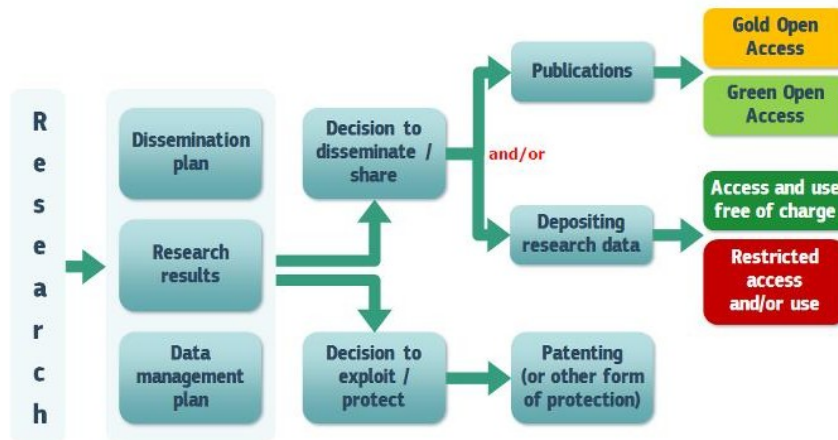 Research
Dissemination
plan
Research
results
Data
management
plan
Decision to
disseminate /
share
Decision to
exploit /
protect
and/or
Publications
Depositing
research data
Patenting
(or other form
of protection)
Gold Open
Access
Green Open
Access
Access and use
free of charge
Restricted
access
and/or use